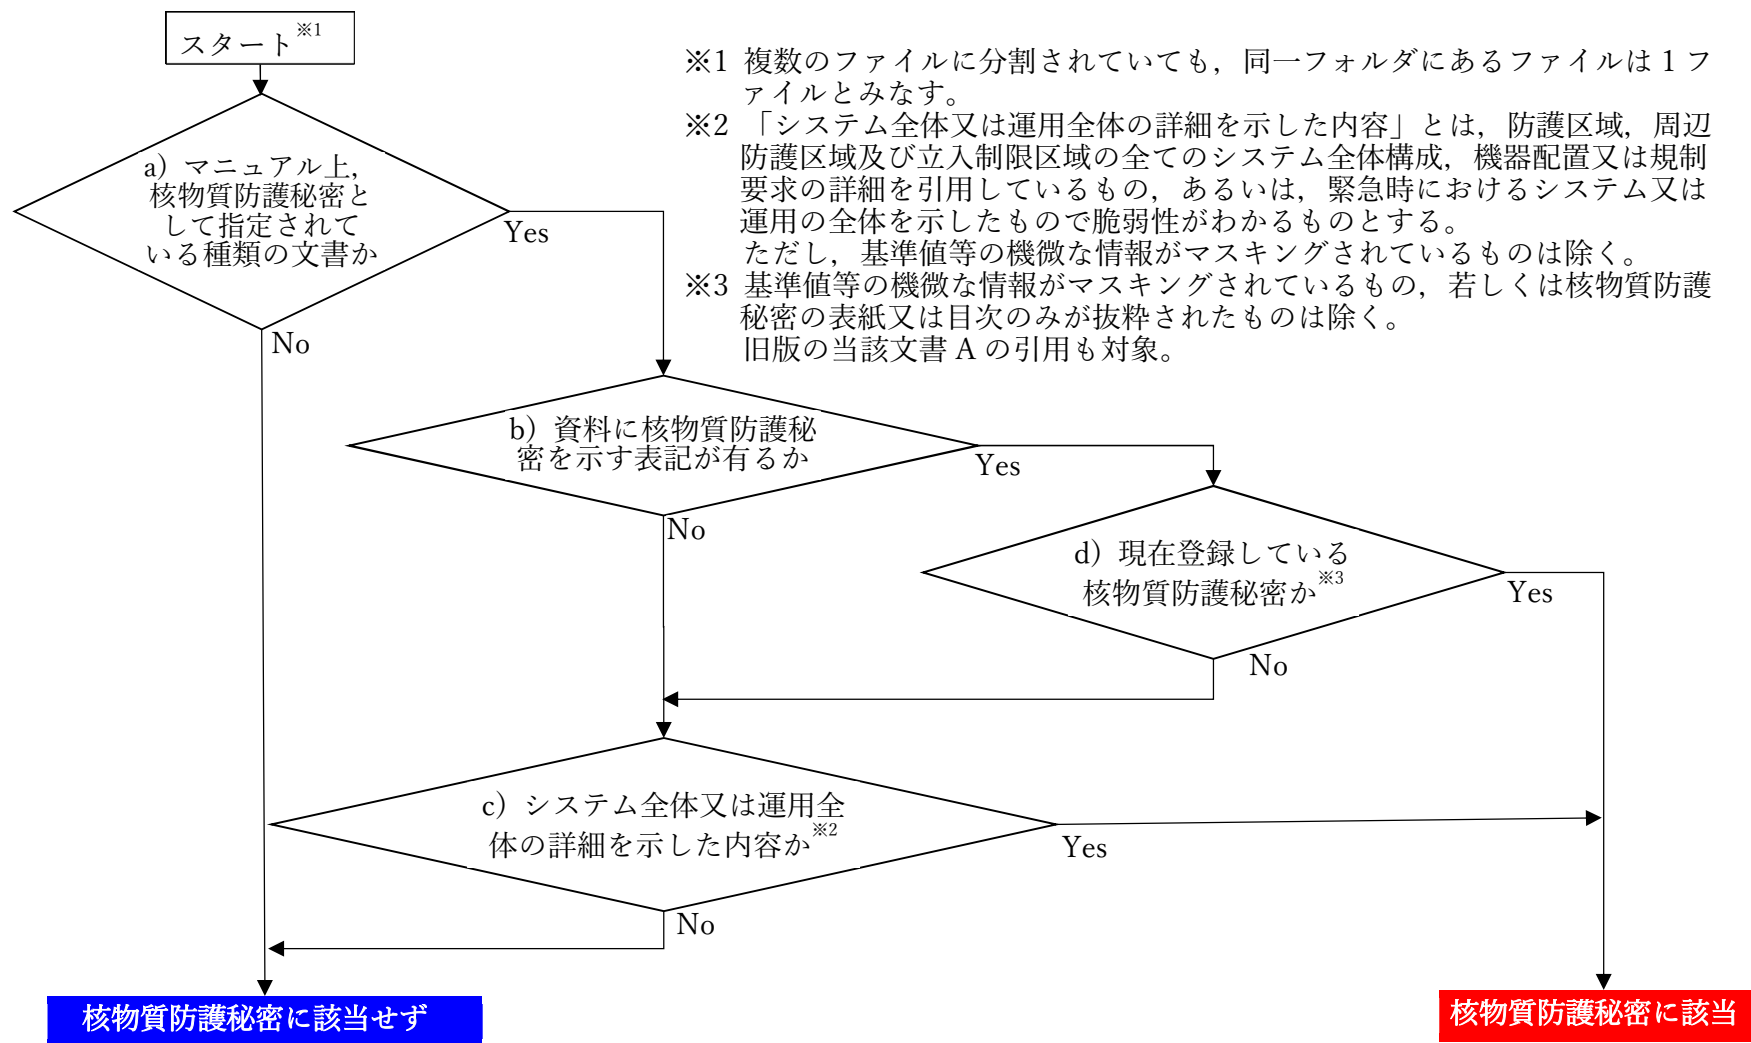 スタート※1
※1 複数のファイルに分割されていても，同一フォルダにあるファイルは1フ
ァイルとみなす。
※2 「システム全体又は運用全体の詳細を示した内容」とは，防護区域，周辺
防護区域及び立入制限区域の全てのシステム全体構成，機器配置又は規制
要求の詳細を引用しているもの，あるいは，緊急時におけるシステム又は
運用の全体を示したもので脆弱性がわかるものとする。
ただし，基準値等の機微な情報がマスキングされているものは除く。
※3 基準値等の機微な情報がマスキングされているもの，若しくは核物質防護
秘密の表紙又は目次のみが抜粋されたものは除く。
旧版の当該文書Aの引用も対象。
a）マニュアル上，
核物質防護秘密と
して指定されて
いる種類の文書か
Yes
No
b）資料に核物質防護秘
密を示す表記が有るか
Yes
No
d）現在登録している
核物質防護秘密か※3
Yes
No
c）システム全体又は運用全
体の詳細を示した内容か※2
Yes
No
核物質防護秘密に該当せず
核物質防護秘密に該当